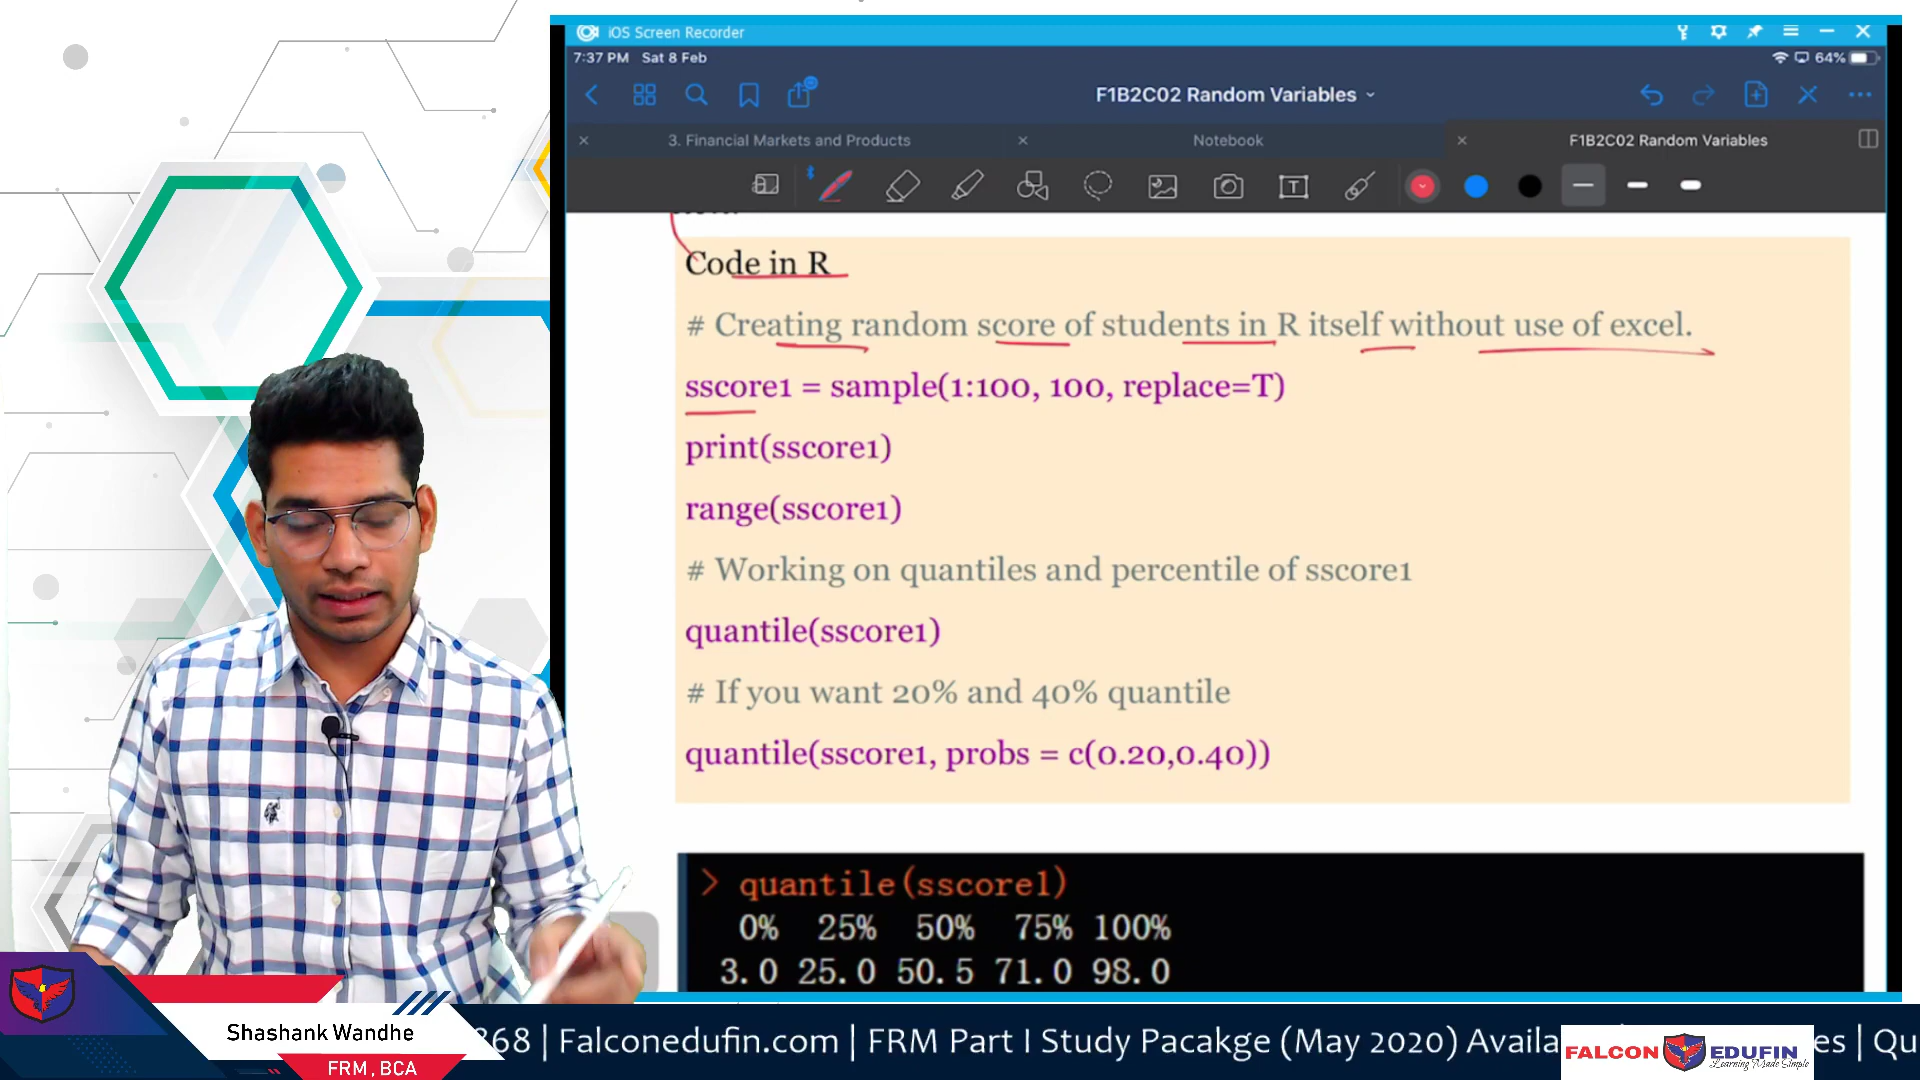 iOS Screen Recorder
7:37 PM Sat 8 Feb
64%
F1B2C02 Random Variables
3. Financial Markets and Products
Notebook
F1B2C02 Random Variables
Code in R
# Creating random score of students in R itself without use of excel.
sscore1 = sample(1:100, 100, replace=T)
print(sscore1)
range(sscore1)
# Working on quantiles and percentile of sscore1
quantile(sscore1)
# If you want 20% and 40% quantile
quantile(sscore1, probs = c(0.20,0.40))
> quantile(sscore1)
0% 25% 50% 75% 100%
3.0 25.0 50.5 71.0 98.0
Shashank Wandhe
FRM, BCA
368 | Falconedufin.com | FRM Part I Study Pacakge (May 2020) Availa
es | Qu
FALCON EDUFIN
Learning Made Simple